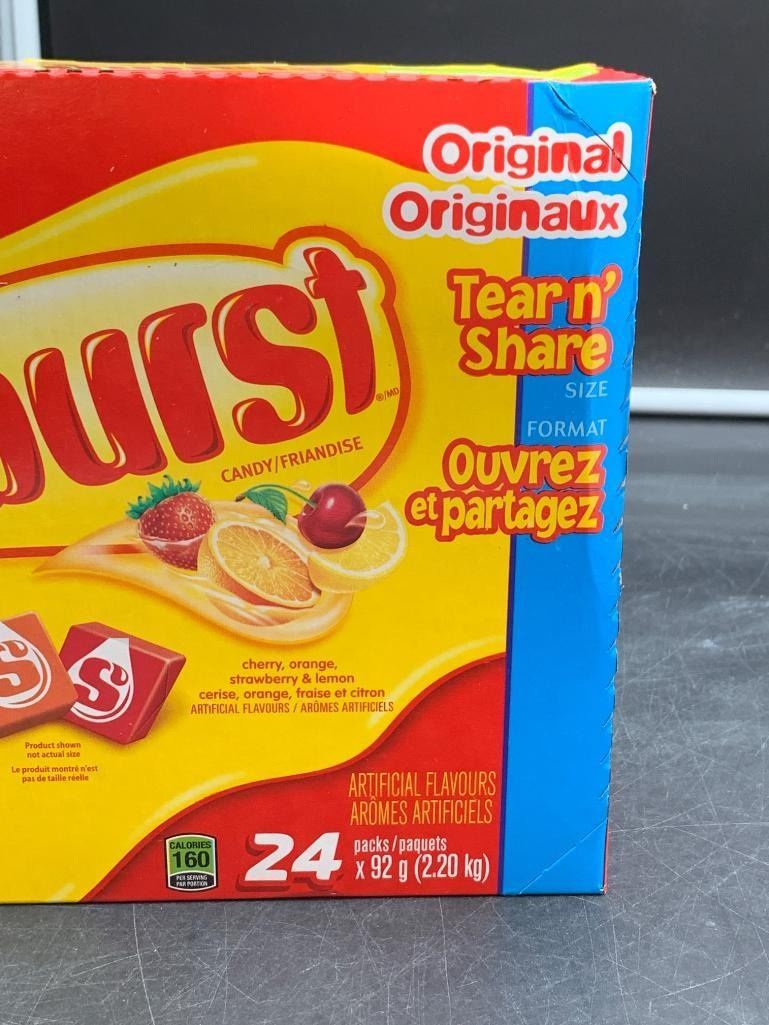 Original
Originaux
Tear n'
Share
SIZE
FORMAT
Ouvrez
et partagez
burst
®/MD
CANDY/FRIANDISE
S
S
cherry, orange,
strawberry & lemon
cerise, orange, fraise et citron
ARTIFICIAL FLAVOURS / ARÔMES ARTIFICIELS
Product shown
not actual size
Le produit montré n'est
pas de taille réelle
ARTIFICIAL FLAVOURS
ARÔMES ARTIFICIELS
CALORIES
160
PER SERVING
PAR PORTION
24 packs/paquets
x 92 g (2.20 kg)